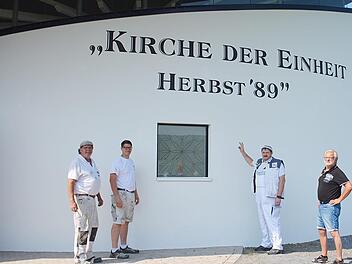 „KIRCHE DER EINHEIT
HERBST '89”